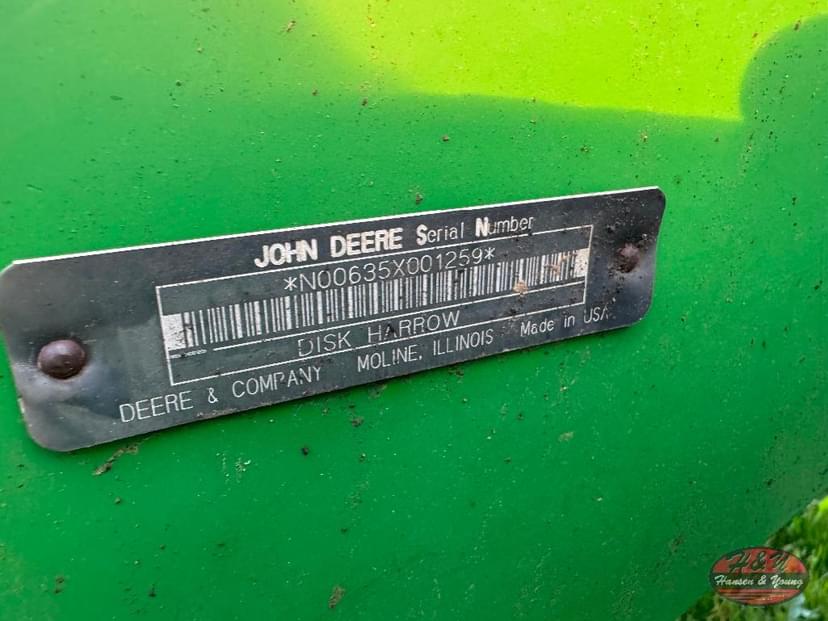 JOHN DEERE Serial Number
*N00635X001259*
DISK HARROW
DEERE & COMPANY MOLINE, ILLINOIS Made in USA
H&Y
Hansen & Young